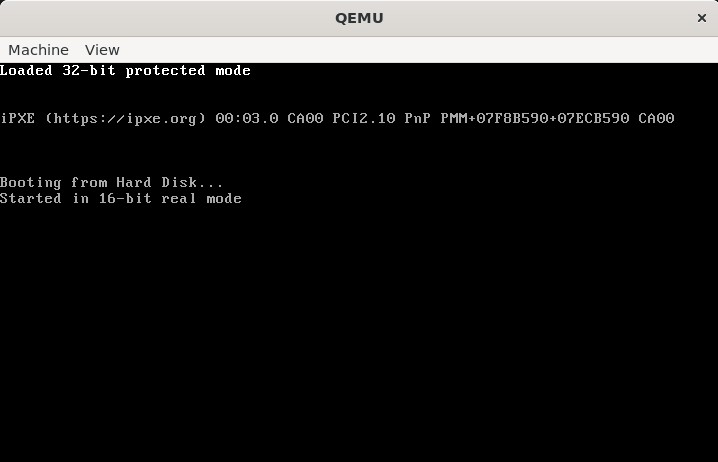 QEMU
Machine View
Loaded 32-bit protected mode
iPXE (https://ipxe.org) 00:03.0 CA00 PCI2.10 PnP PMM+07F8B590+07ECB590 CA00
Booting from Hard Disk...
Started in 16-bit real mode